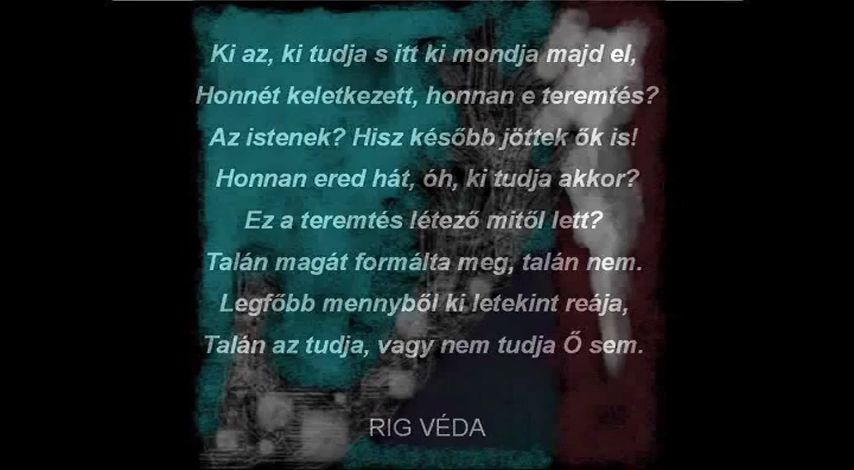 Ki az, ki tudja s itt ki mondja majd el,
Honnét keletkezett, honnan e teremtés?
Az istenek? Hisz később jöttek ők is!
Honnan ered hát, óh, ki tudja akkor?
Ez a teremtés létező mitől lett?
Talán magát formálta meg, talán nem.
Legfőbb mennyből ki letekint reája,
Talán az tudja, vagy nem tudja Ő sem.
RIG VÉDA